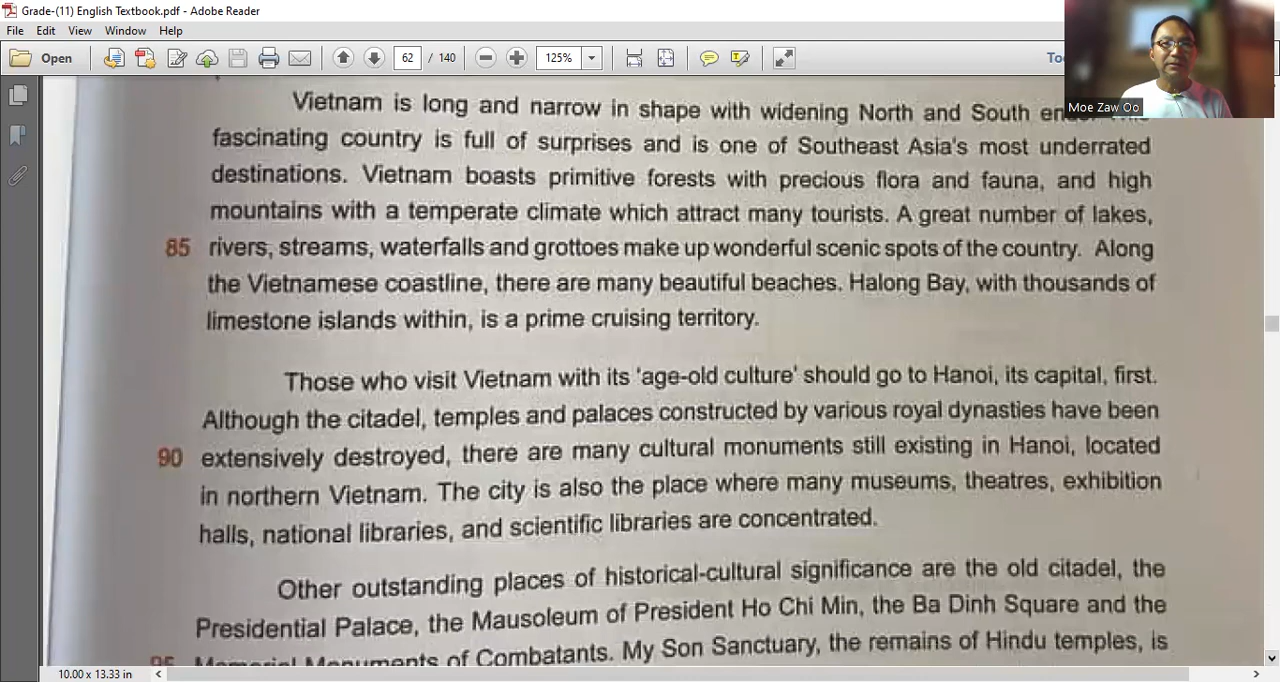 Grade-(11) English Textbook.pdf - Adobe Reader
File Edit View Window Help
Open 62 / 140 125%
Moe Zaw Oo
Vietnam is long and narrow in shape with widening North and South
fascinating country is full of surprises and is one of Southeast Asia's most underrated
destinations. Vietnam boasts primitive forests with precious flora and fauna, and high
mountains with a temperate climate which attract many tourists. A great number of lakes,
85 rivers, streams, waterfalls and grottoes make up wonderful scenic spots of the country. Along
the Vietnamese coastline, there are many beautiful beaches. Halong Bay, with thousands of
limestone islands within, is a prime cruising territory.
Those who visit Vietnam with its 'age-old culture' should go to Hanoi, its capital, first.
Although the citadel, temples and palaces constructed by various royal dynasties have been
90 extensively destroyed, there are many cultural monuments still existing in Hanoi, located
in northern Vietnam. The city is also the place where many museums, theatres, exhibition
halls, national libraries, and scientific libraries are concentrated.
Other outstanding places of historical-cultural significance are the old citadel, the
Presidential Palace, the Mausoleum of President Ho Chi Min, the Ba Dinh Square and the
95 Memorial Monuments of Combatants. My Son Sanctuary, the remains of Hindu temples, is
10.00 x 13.33 in